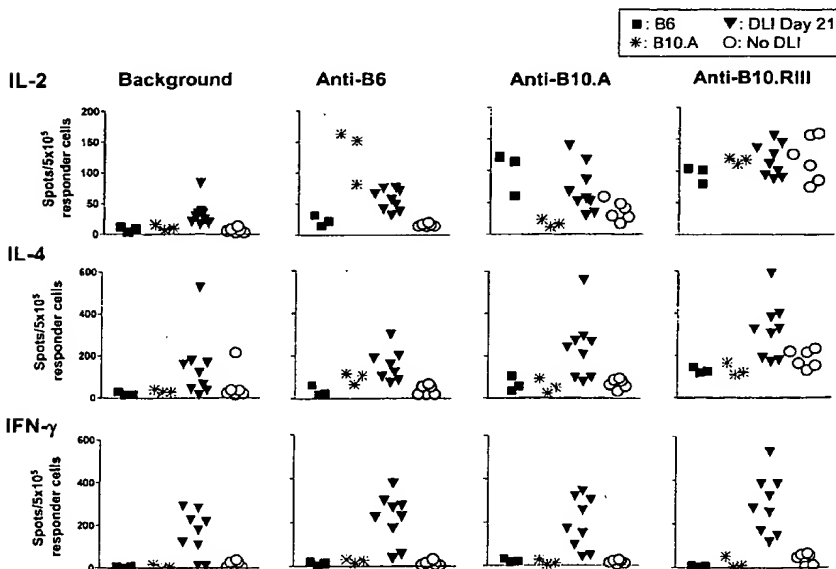 ■: B6 ▼: DLI Day 21
✳: B10.A ○: No DLI
IL-2
Background
Anti-B6
Anti-B10.A
Anti-B10.RIII
Spots/5x10⁵
responder cells
200
150
100
50
0
IL-4
Spots/5x10⁵
responder cells
600
400
200
0
IFN-γ
Spots/5x10⁵
responder cells
600
400
200
0